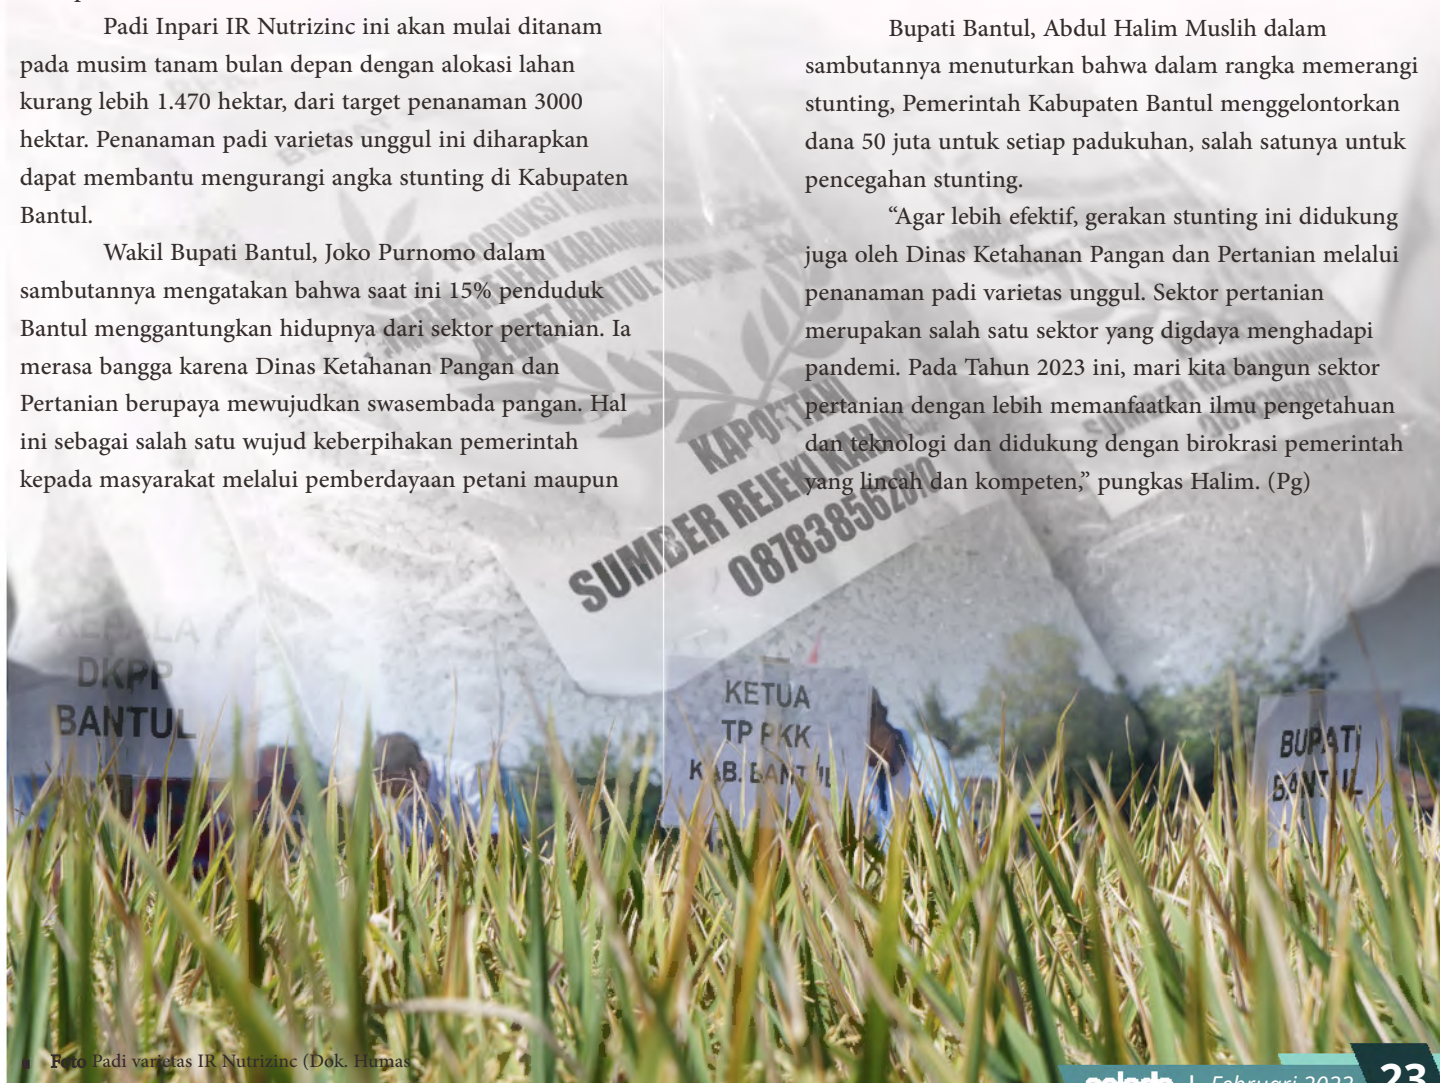 Padi Inpari IR Nutrizinc ini akan mulai ditanam
pada musim tanam bulan depan dengan alokasi lahan
kurang lebih 1.470 hektar, dari target penanaman 3000
hektar. Penanaman padi varietas unggul ini diharapkan
dapat membantu mengurangi angka stunting di Kabupaten
Bantul.
Wakil Bupati Bantul, Joko Purnomo dalam
sambutannya mengatakan bahwa saat ini 15% penduduk
Bantul menggantungkan hidupnya dari sektor pertanian. Ia
merasa bangga karena Dinas Ketahanan Pangan dan
Pertanian berupaya mewujudkan swasembada pangan. Hal
ini sebagai salah satu wujud keberpihakan pemerintah
kepada masyarakat melalui pemberdayaan petani maupun
Bupati Bantul, Abdul Halim Muslih dalam
sambutannya menuturkan bahwa dalam rangka memerangi
stunting, Pemerintah Kabupaten Bantul menggelontorkan
dana 50 juta untuk setiap padukuhan, salah satunya untuk
pencegahan stunting.
“Agar lebih efektif, gerakan stunting ini didukung
juga oleh Dinas Ketahanan Pangan dan Pertanian melalui
penanaman padi varietas unggul. Sektor pertanian
merupakan salah satu sektor yang digdaya menghadapi
pandemi. Pada Tahun 2023 ini, mari kita bangun sektor
pertanian dengan lebih memanfaatkan ilmu pengetahuan
dan teknologi dan didukung dengan birokrasi pemerintah
yang lincah dan kompeten,” pungkas Halim. (Pg)
BERAT
PRODUKSI
KAPOKTAN
SUMBER REJEKI
KEPALA
DKPP
BANTUL
KETUA
TP PKK
KAB. BANTUL
BUPATI
BANTUL
Foto Padi varietas IR Nutrizinc (Dok. Humas
| Februari 2023 23